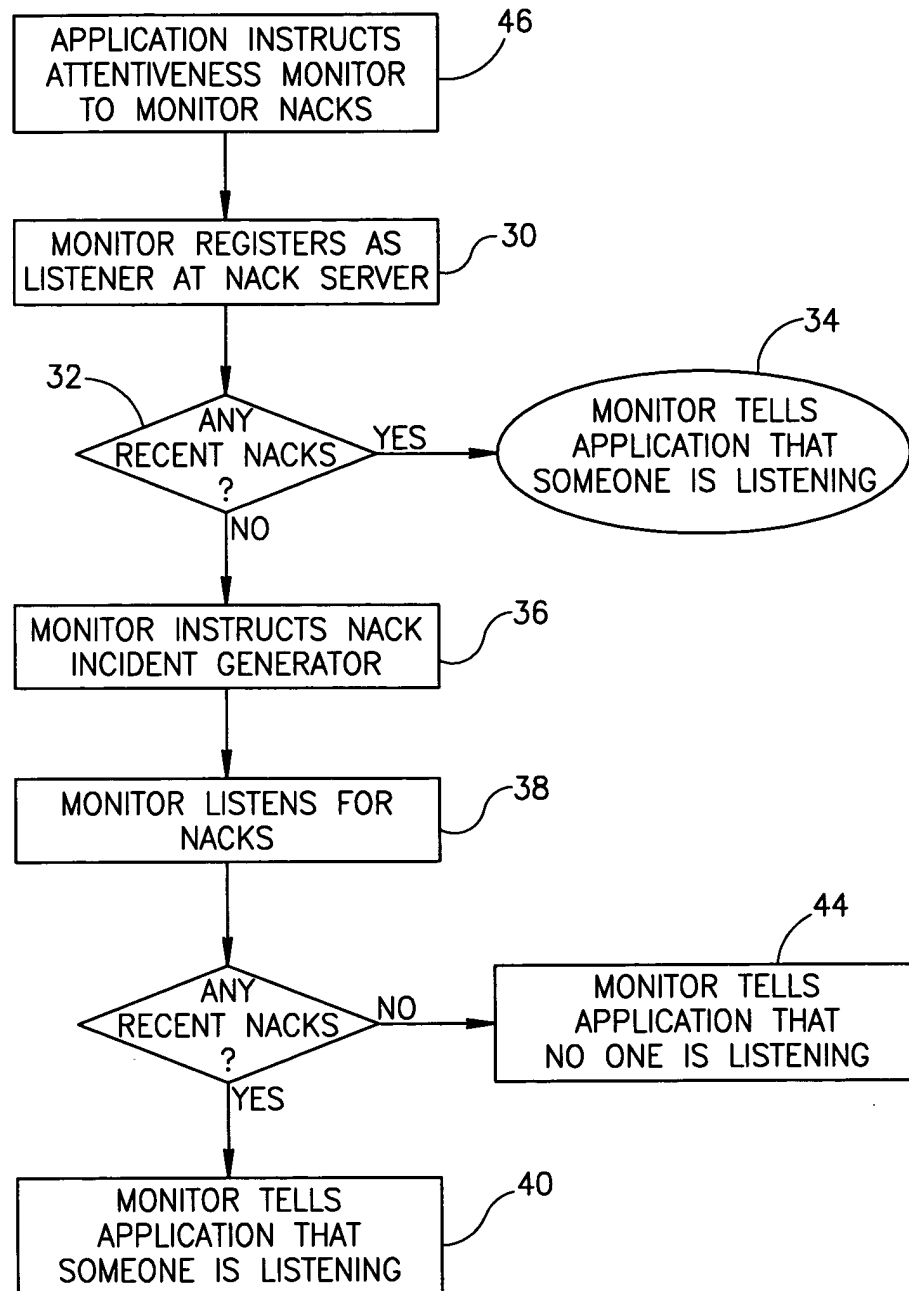 APPLICATION INSTRUCTS
ATTENTIVENESS MONITOR
TO MONITOR NACKS
46
MONITOR REGISTERS AS
LISTENER AT NACK SERVER
30
32
ANY
RECENT NACKS
?
YES
NO
34
MONITOR TELLS
APPLICATION THAT
SOMEONE IS LISTENING
MONITOR INSTRUCTS NACK
INCIDENT GENERATOR
36
MONITOR LISTENS FOR
NACKS
38
ANY
RECENT NACKS
?
NO
YES
44
MONITOR TELLS
APPLICATION THAT
NO ONE IS LISTENING
MONITOR TELLS
APPLICATION THAT
SOMEONE IS LISTENING
40